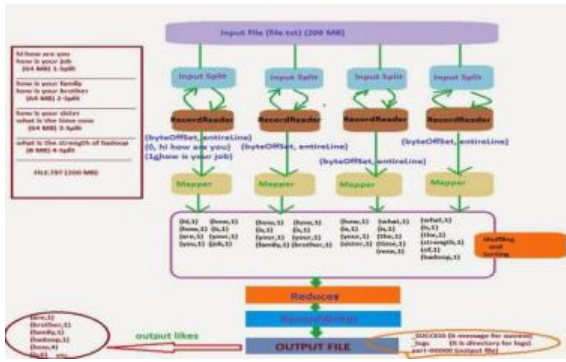 Input File (file.txt) (200 MB)
hi how are you
how is your job
(64 MB) 1-Split
how is your family
how is your brother
(64 MB) 2-Split
how is your sister
what is the time now
(64 MB) 3-Split
what is the strength of hadoop
(8 MB) 4-Split
FILE.TXT (200 MB)
Input Split
Input Split
Input Split
Input Split
RecordReader
RecordReader
RecordReader
RecordReader
(byteOffSet, entireLine)
(0, hi how are you)
how is your job)
(byteOffSet, entireLine)
(byteOffSet, entireLine)
(byteOffSet, entireLine)
Mapper
Mapper
Mapper
Mapper
(hi,1) (how,1) (how,1) (how,1) (how,1) (what,1) (what,1)
(how,1) (is,1) (is,1) (is,1) (is,1) (is,1) (is,1)
(are,1) (your,1) (your,1) (your,1) (your,1) (the,1) (the,1)
(you,1) (job,1) (family,1) (brother,1) (sister,1) (time,1) (strength,1)
(now,1) (of,1)
(hadoop,1)
Shuffling
and
Sorting
Reducer
RecordWriter
OUTPUT FILE
output likes
(are,1)
(brother,1)
(family,1)
(hadoop,1)
_SUCCESS (it message for success)
_logs (it is directory for logs)
part-00000 (output file)